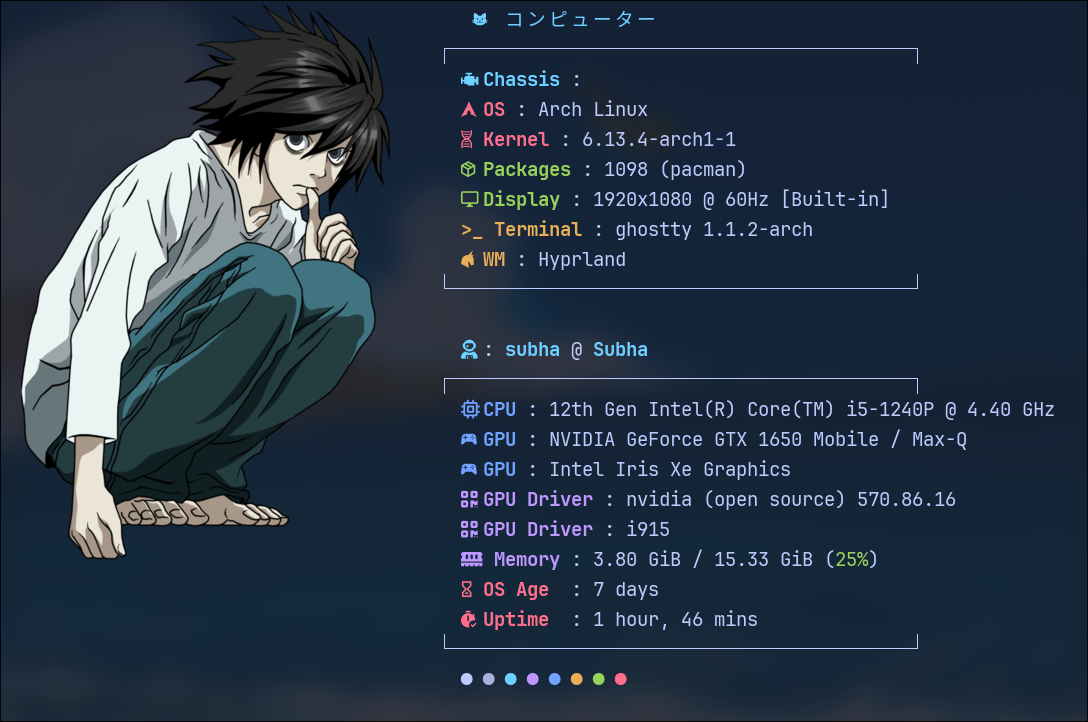 コンピューター
Chassis :
OS : Arch Linux
Kernel : 6.13.4-arch1-1
Packages : 1098 (pacman)
Display : 1920x1080 @ 60Hz [Built-in]
>_ Terminal : ghostty 1.1.2-arch
WM : Hyprland
: subha @ Subha
CPU : 12th Gen Intel(R) Core(TM) i5-1240P @ 4.40 GHz
GPU : NVIDIA GeForce GTX 1650 Mobile / Max-Q
GPU : Intel Iris Xe Graphics
GPU Driver : nvidia (open source) 570.86.16
GPU Driver : i915
Memory : 3.80 GiB / 15.33 GiB (25%)
OS Age : 7 days
Uptime : 1 hour, 46 mins